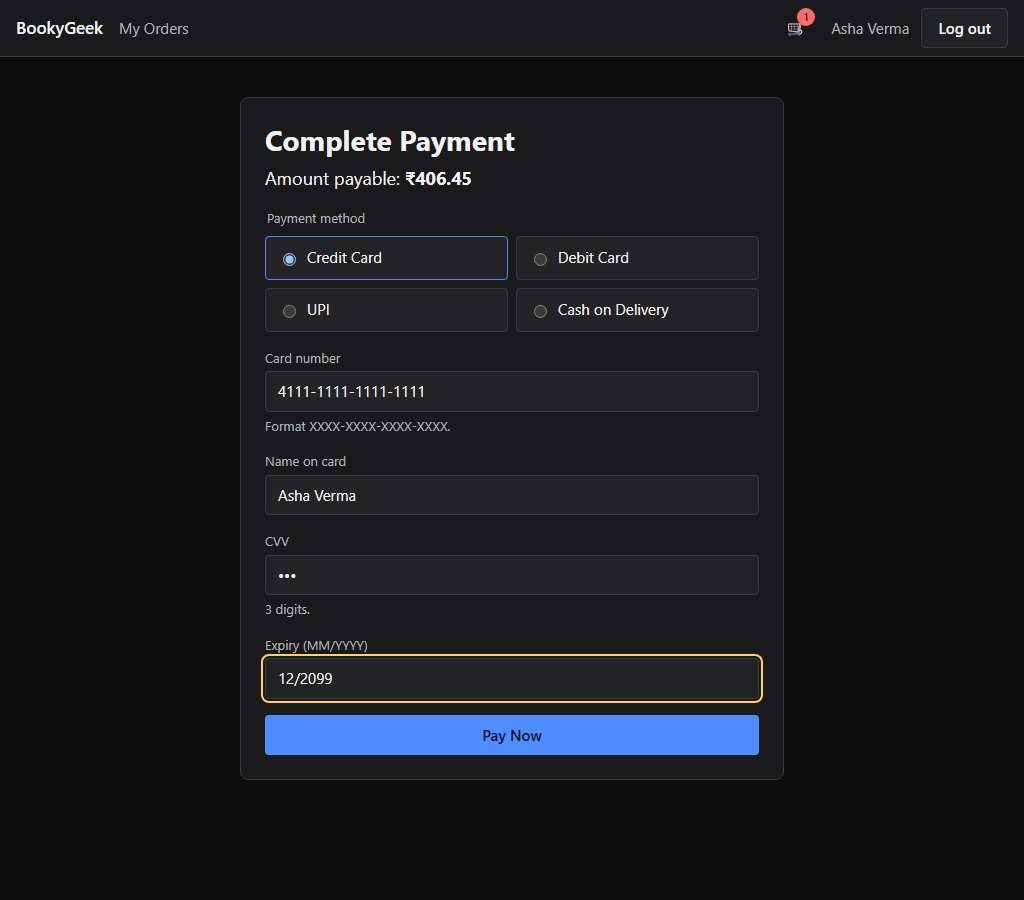 BookyGeek My Orders 1 Asha Verma Log out
Complete Payment
Amount payable: ₹406.45
Payment method
Credit Card Debit Card
UPI Cash on Delivery
Card number
4111-1111-1111-1111
Format XXXX-XXXX-XXXX-XXXX.
Name on card
Asha Verma
CVV
•••
3 digits.
Expiry (MM/YYYY)
12/2099
Pay Now